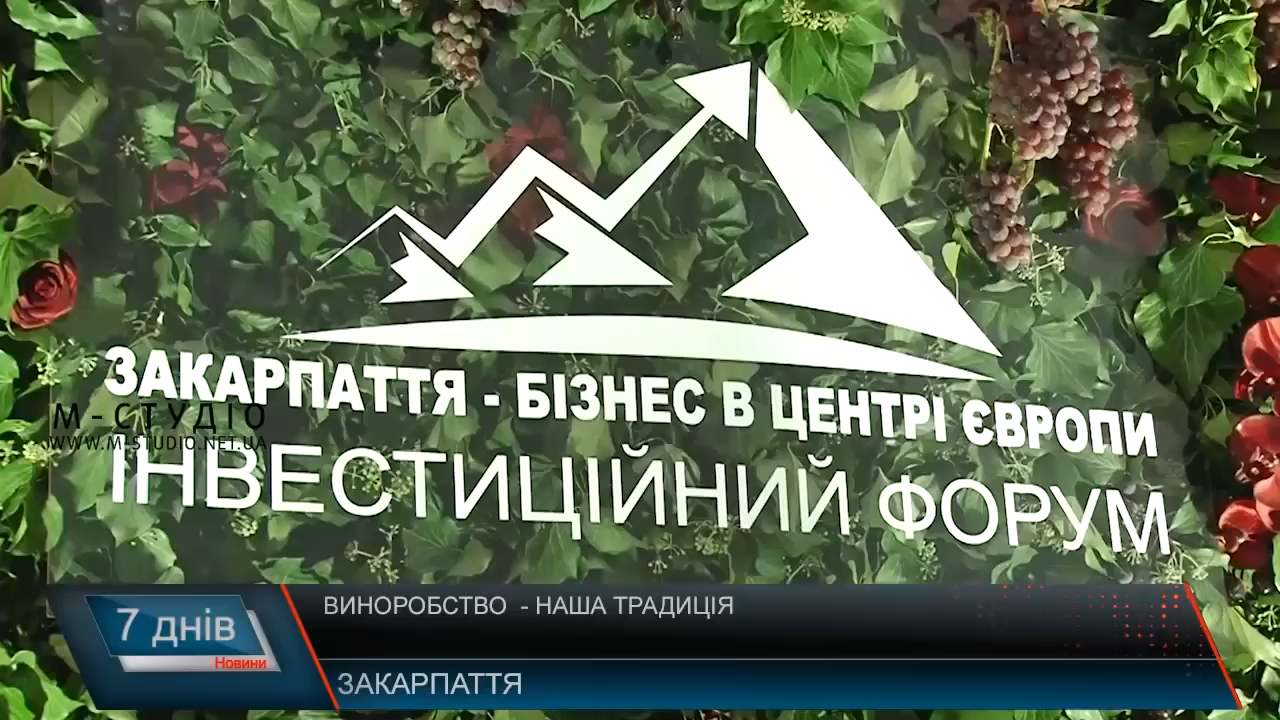 ЗАКАРПАТТЯ - БІЗНЕС В ЦЕНТРІ ЄВРОПИ
М-СТУДІО
WWW.M-STUDIO.NET.UA
ІНВЕСТИЦІЙНИЙ ФОРУМ
7 днів
Новини
ВИНОРОБСТВО - НАША ТРАДИЦІЯ
ЗАКАРПАТТЯ